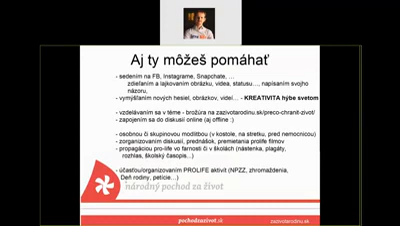 Aj ty môžeš pomáhať
- sedením na FB, Instagrame, Snapchate, ...
zdieľaním a lajkovaním obrázku, videa, statusu..., napísaním svojho
názoru,
- vymýšľaním nových hesiel, obrázkov, videí... - KREATIVITA hýbe svetom
- vzdelávaním sa v téme - brožúra na zazivotarodinu.sk/preco-chranit-zivot/
- zapojením sa do diskusií online (aj offline :)
- osobnou či skupinovou modlitbou (v kostole, na stretku, pred nemocnicou)
- zorganizovaním diskusií, prednášok, premietania prolife filmov
- propagáciou pro-life vo farnosti či v školách (nástenka, plagáty,
rozhlas, školský časopis...)
- účasťou/organizovaním PROLIFE aktivít (NPZZ, zhromaždenia,
Deň rodiny, petície...)
národný pochod za život
pochodzazivot.sk
zazivotarodinu.sk